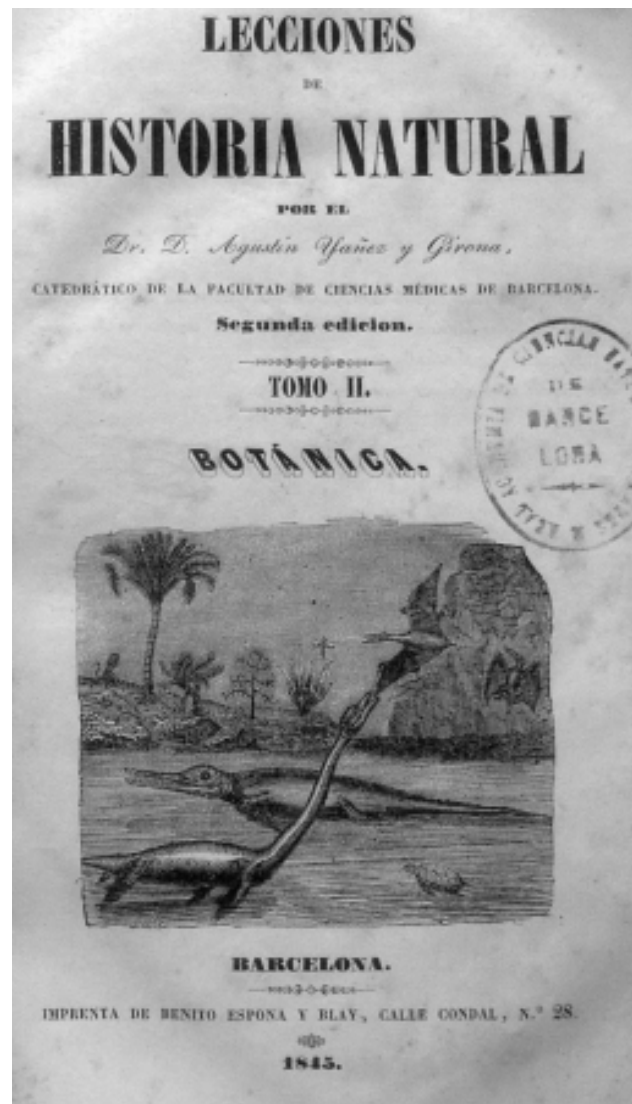 LECCIONES
DE
HISTORIA NATURAL
POR EL
Dr. D. Agustin Yañez y Girona,
CATEDRÁTICO DE LA FACULTAD DE CIENCIAS MÉDICAS DE BARCELONA.
Segunda edicion.
TOMO II.
BOTÁNICA.
DE
BARCE
LONA
BARCELONA.
IMPRENTA DE BENITO ESPONA Y BLAY, CALLE CONDAL, N.º 28.
1845.